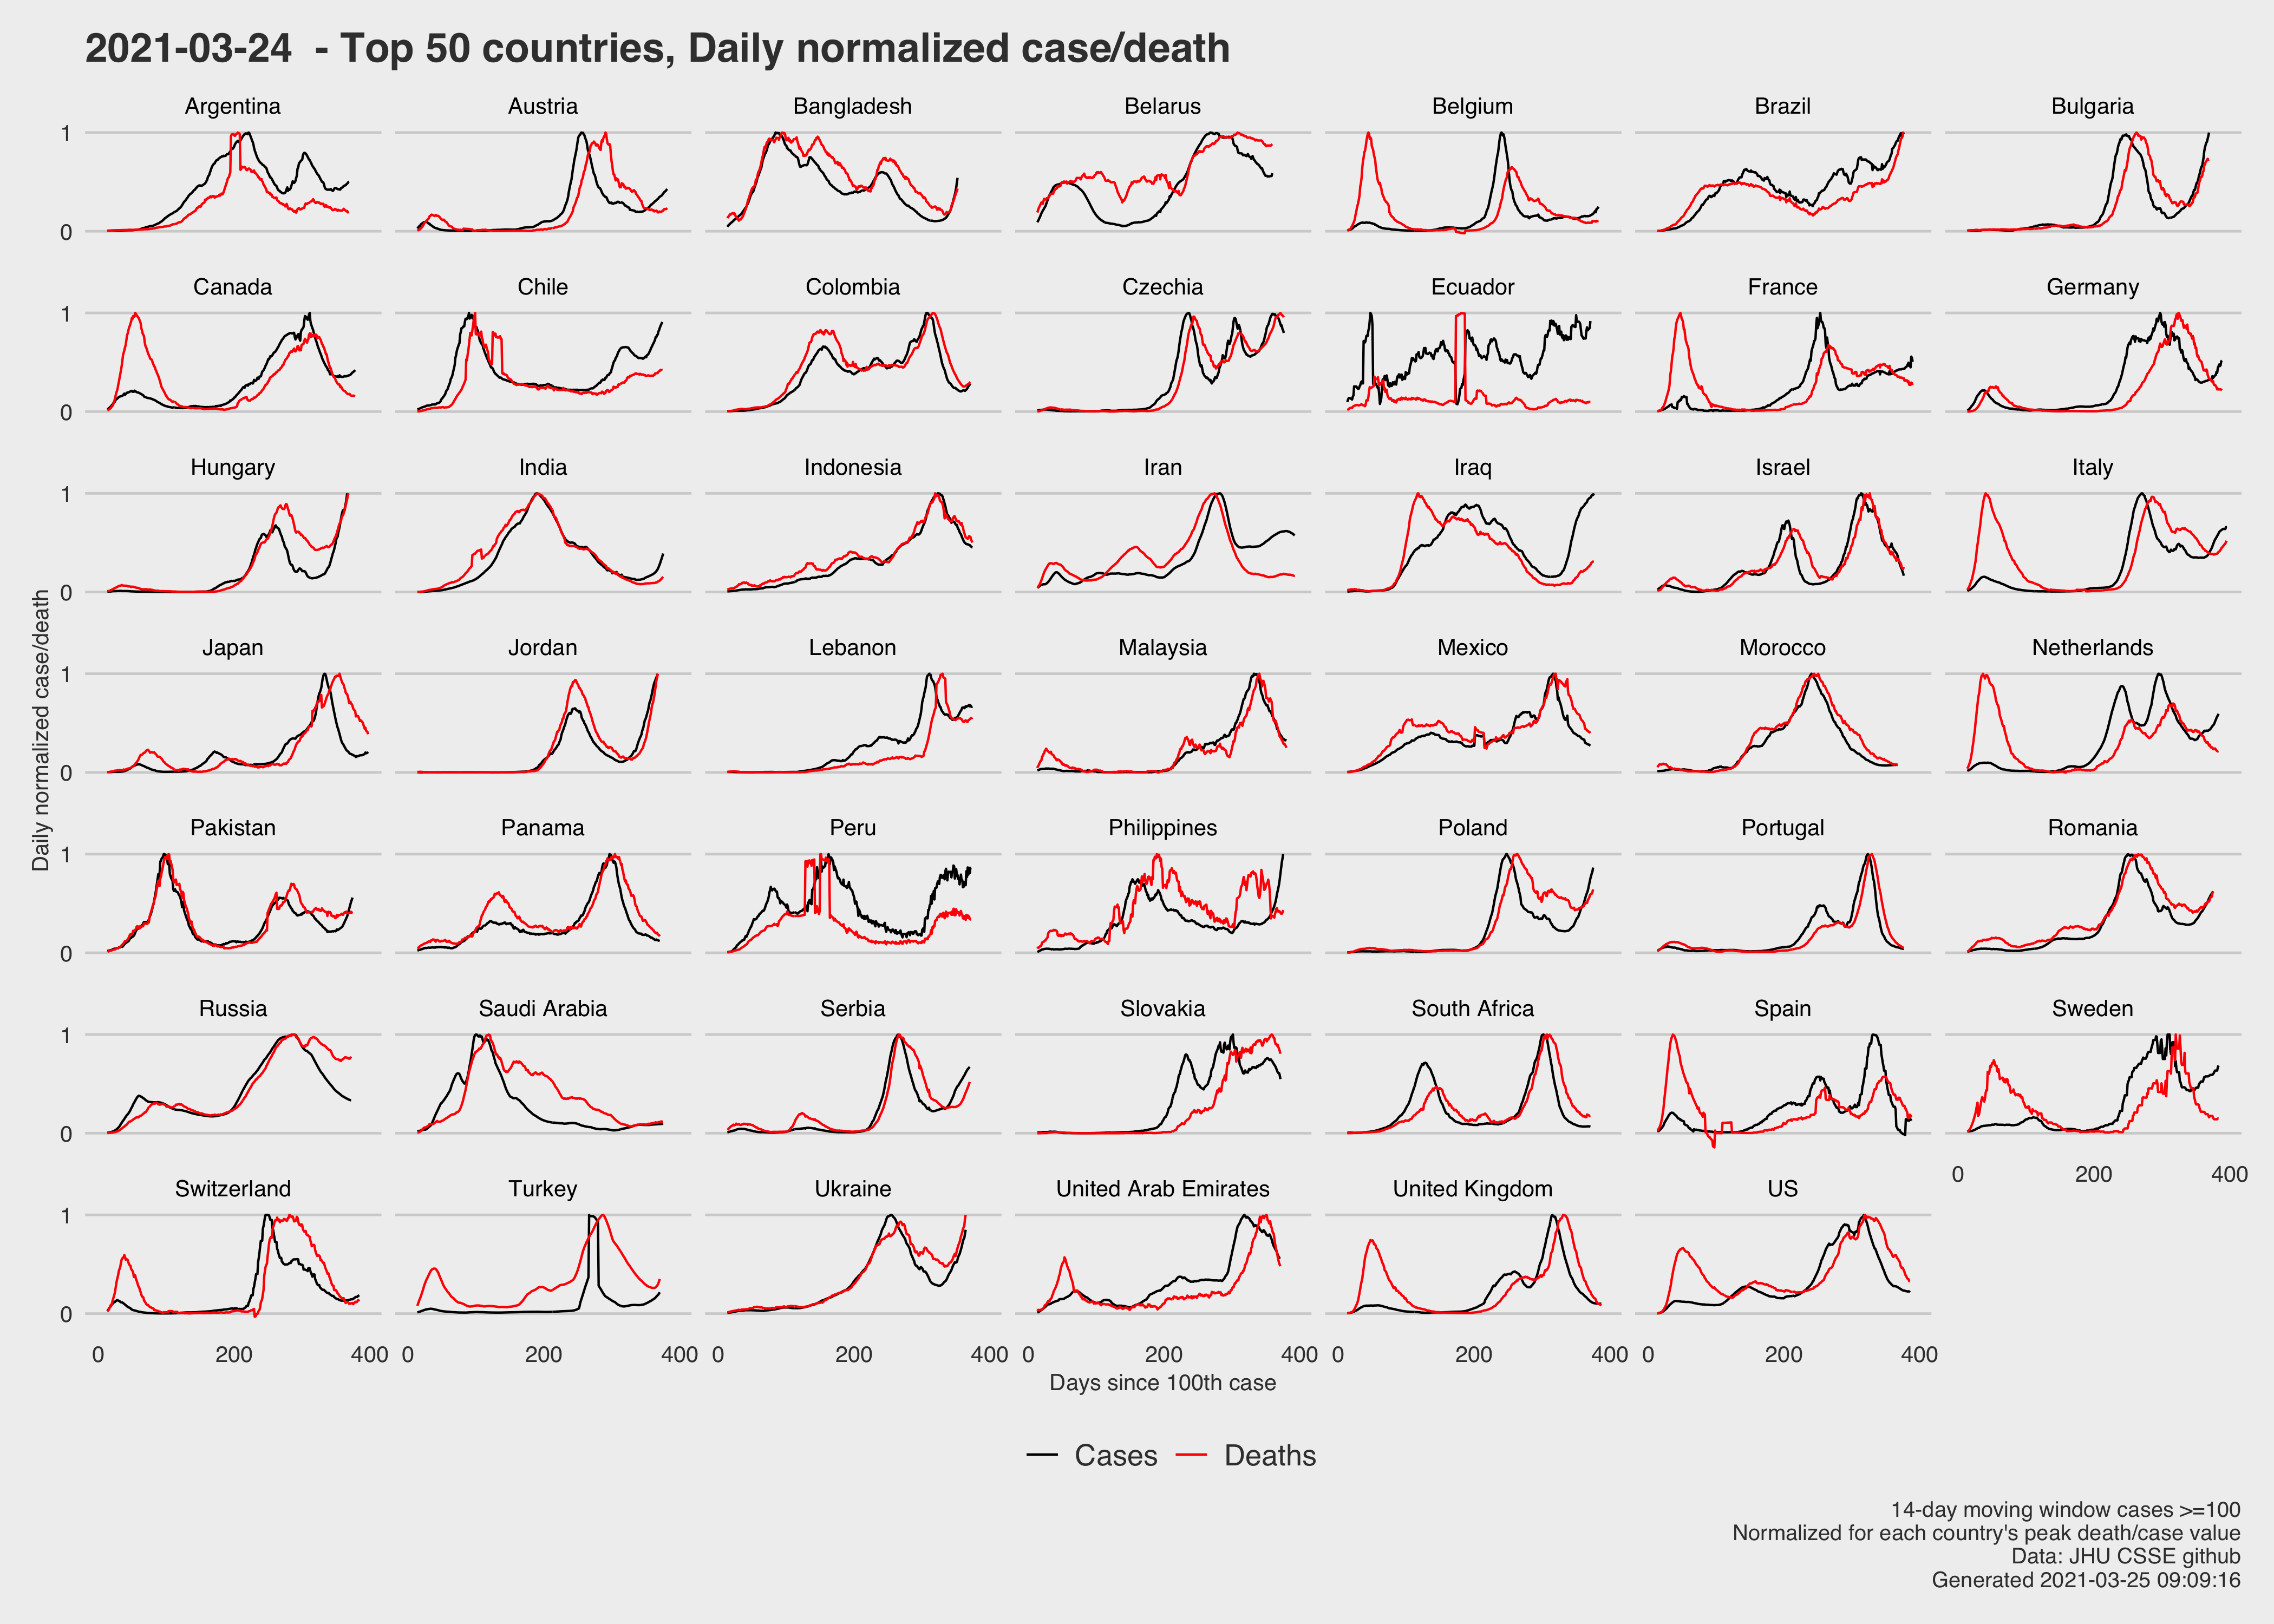 2021-03-24  - Top 50 countries, Daily normalized case/death
Argentina Austria Bangladesh Belarus Belgium Brazil Bulgaria
1
0
Canada Chile Colombia Czechia Ecuador France Germany
1
0
Hungary India Indonesia Iran Iraq Israel Italy
1
0
Japan Jordan Lebanon Malaysia Mexico Morocco Netherlands
1
0
Pakistan Panama Peru Philippines Poland Portugal Romania
1
0
Russia Saudi Arabia Serbia Slovakia South Africa Spain Sweden
1
0
0 200 400
Switzerland Turkey Ukraine United Arab Emirates United Kingdom US
1
0
0 200 400 0 200 400 0 200 400 0 200 400 0 200 400 0 200 400
Daily normalized case/death
Days since 100th case
Cases Deaths
14-day moving window cases >=100
Normalized for each country's peak death/case value
Data: JHU CSSE github
Generated 2021-03-25 09:09:16